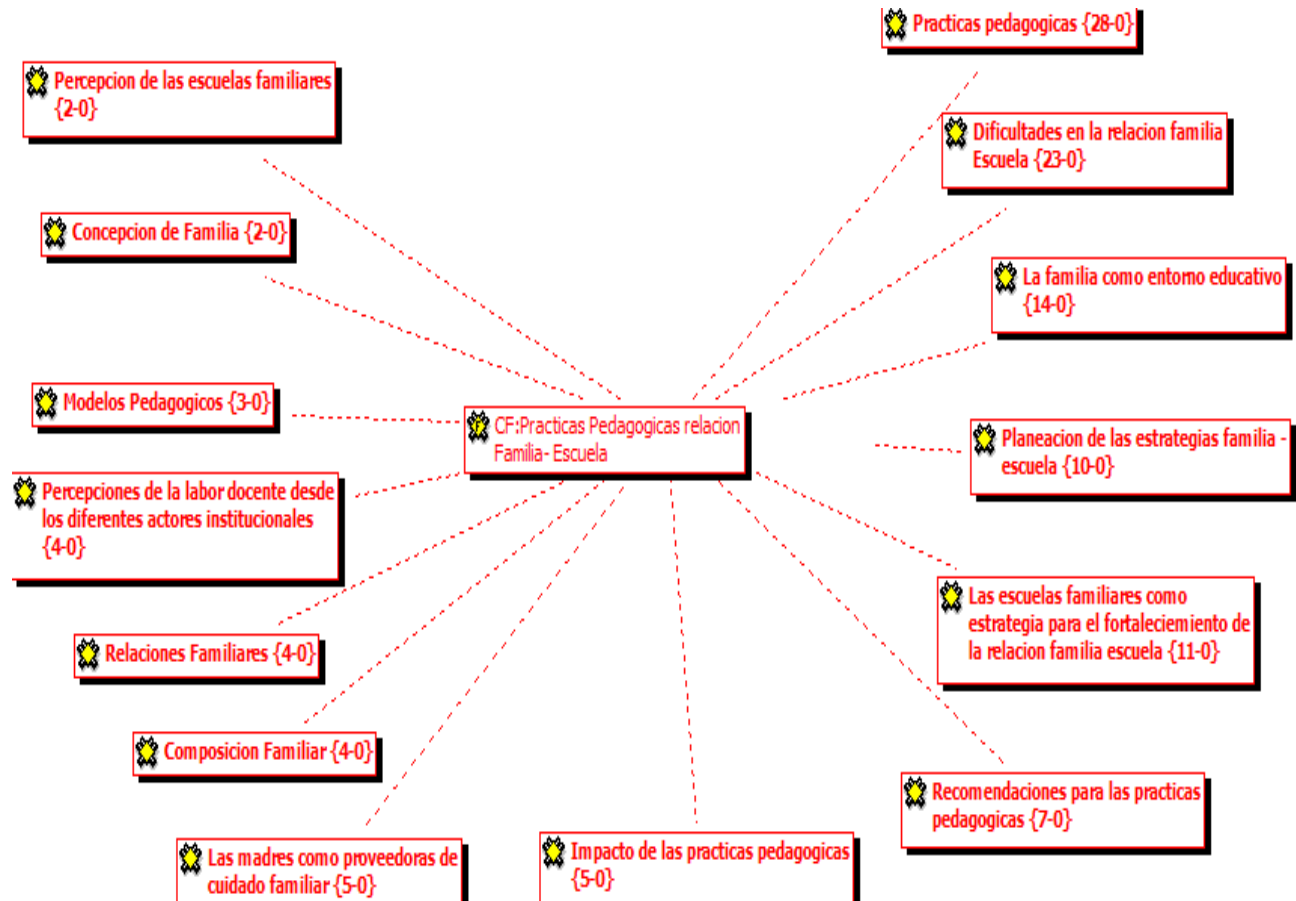 Practicas pedagogicas {28-0}
Percepcion de las escuelas familiares
{2-0}
Dificultades en la relacion familia
Escuela {23-0}
Concepcion de Familia {2-0}
La familia como entorno educativo
{14-0}
Modelos Pedagogicos {3-0}
CF:Practicas Pedagogicas relacion
Familia- Escuela
Planeacion de las estrategias familia -
escuela {10-0}
Percepciones de la labor docente desde
los diferentes actores institucionales
{4-0}
Las escuelas familiares como
estrategia para el fortaleciemiento de
la relacion familia escuela {11-0}
Relaciones Familiares {4-0}
Composicion Familiar {4-0}
Recomendaciones para las practicas
pedagogicas {7-0}
Las madres como proveedoras de
cuidado familiar {5-0}
Impacto de las practicas pedagogicas
{5-0}